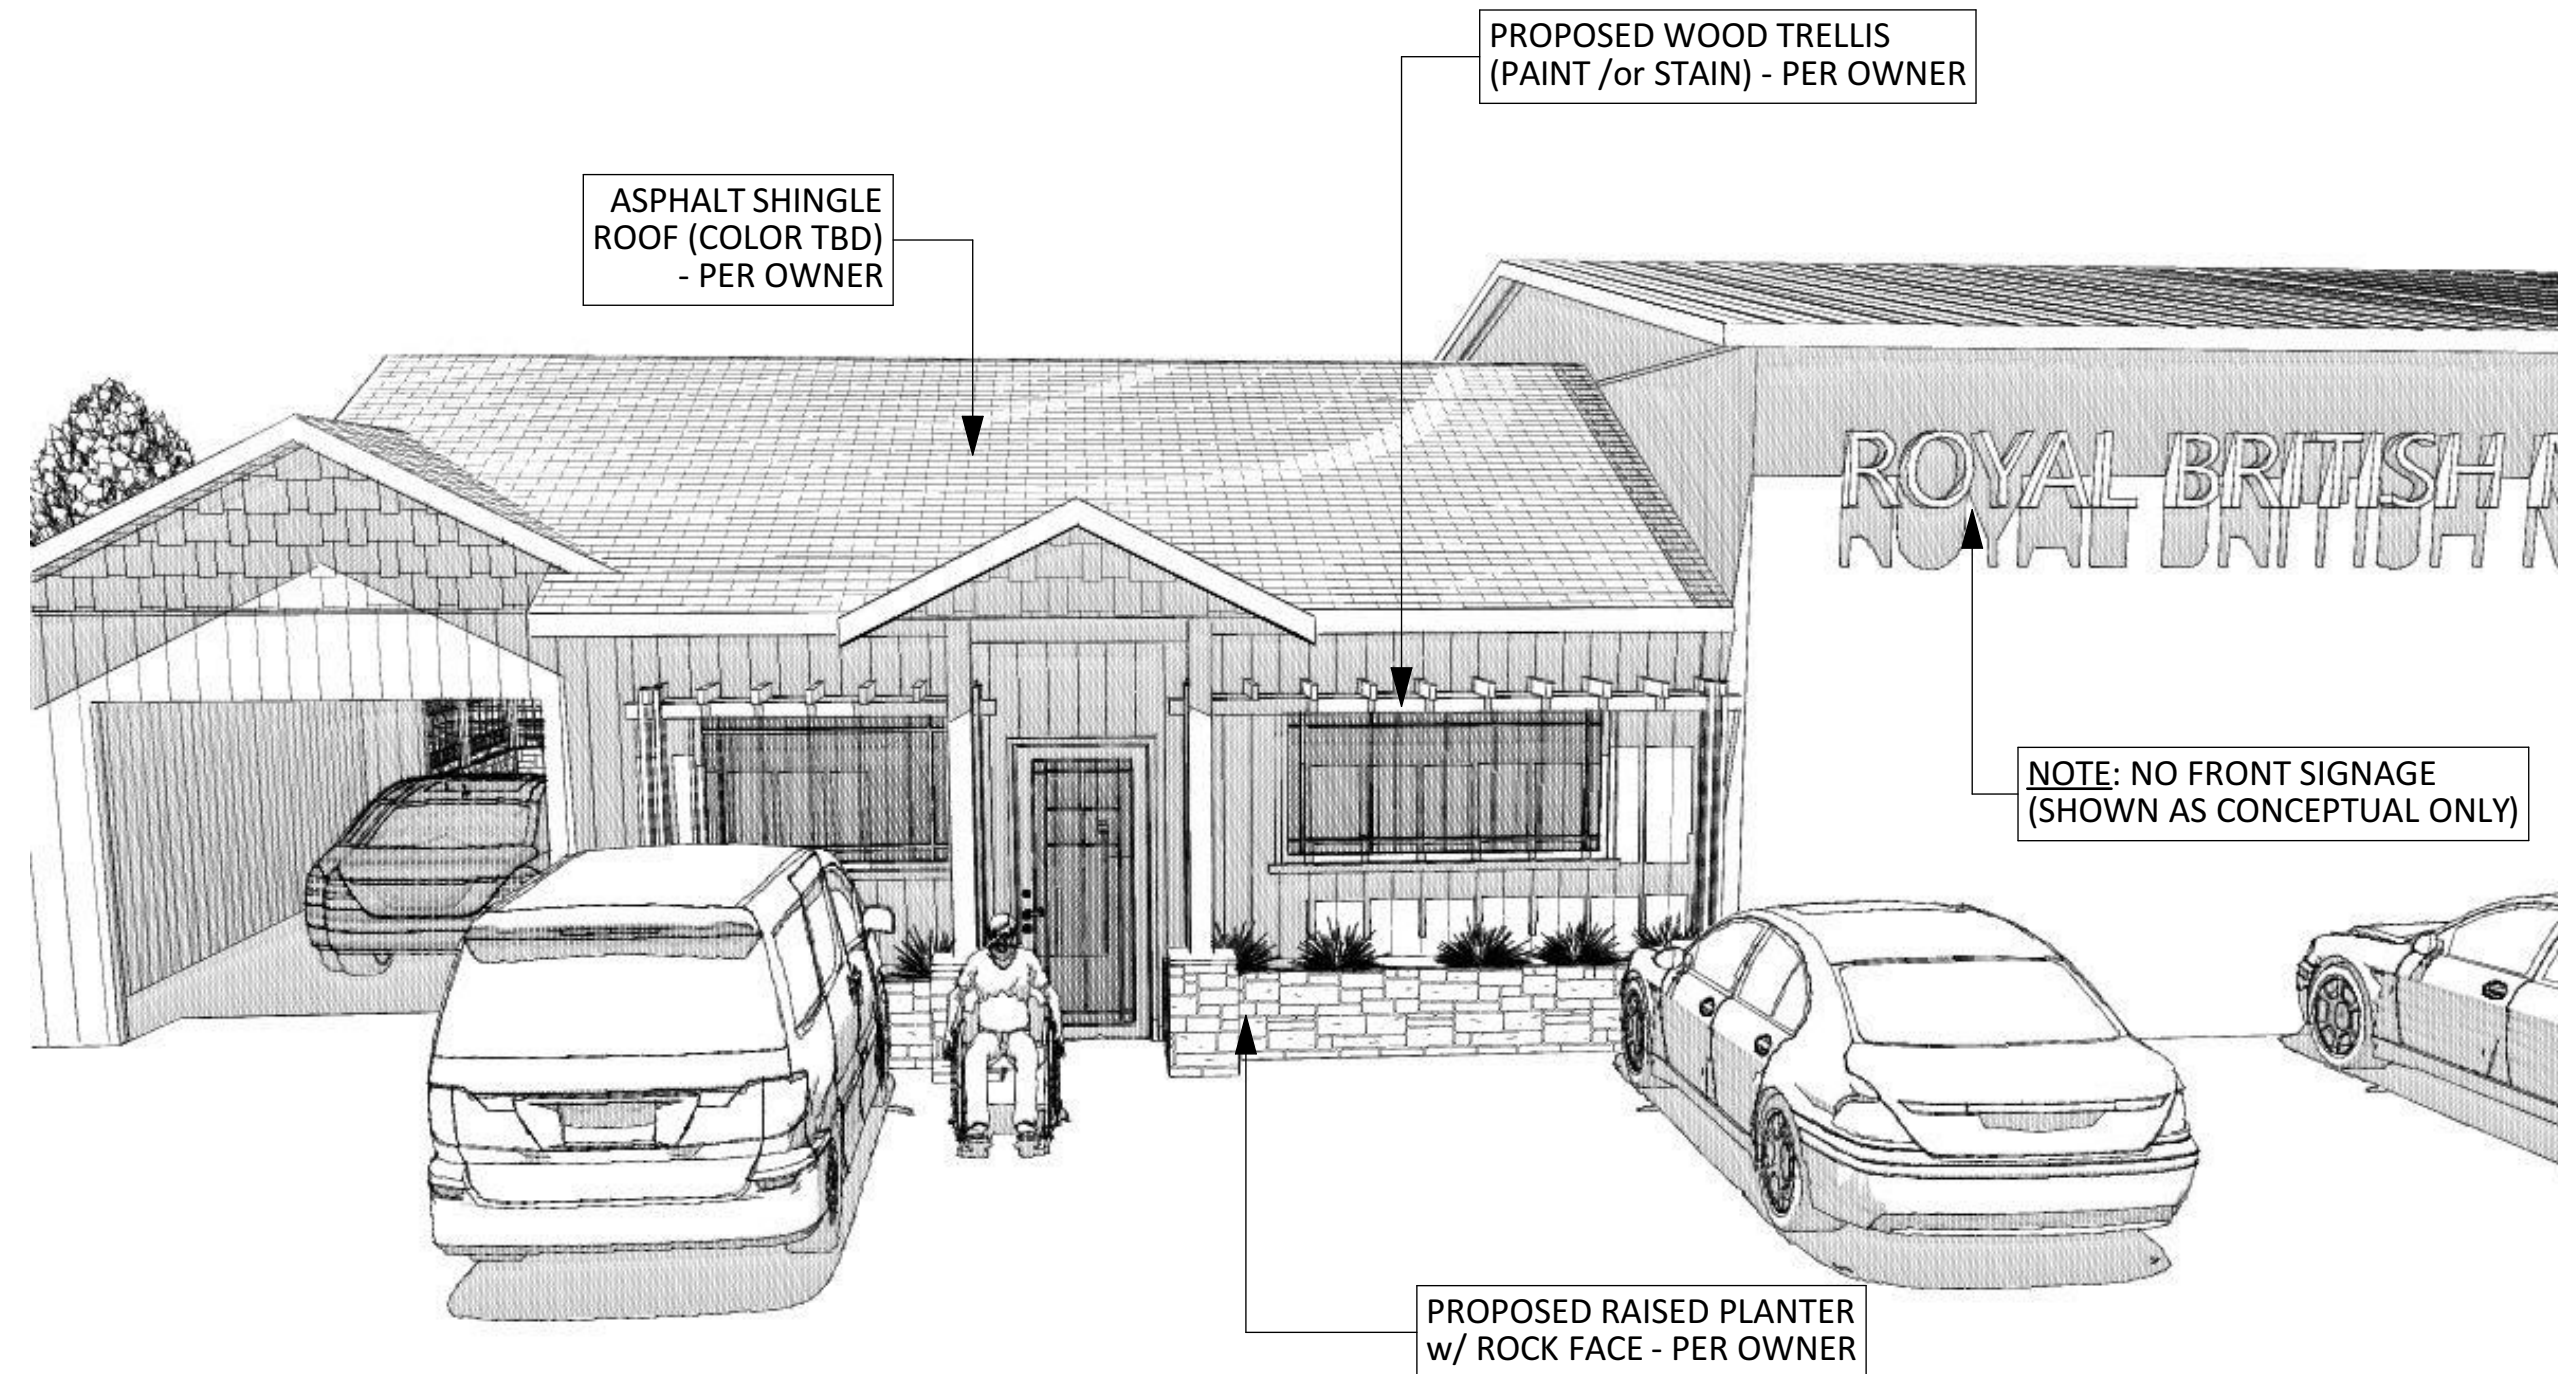 PROPOSED WOOD TRELLIS
(PAINT /or STAIN) - PER OWNER
ASPHALT SHINGLE
ROOF (COLOR TBD)
- PER OWNER
ROYAL BRITISH
NOTE: NO FRONT SIGNAGE
(SHOWN AS CONCEPTUAL ONLY)
PROPOSED RAISED PLANTER
w/ ROCK FACE - PER OWNER